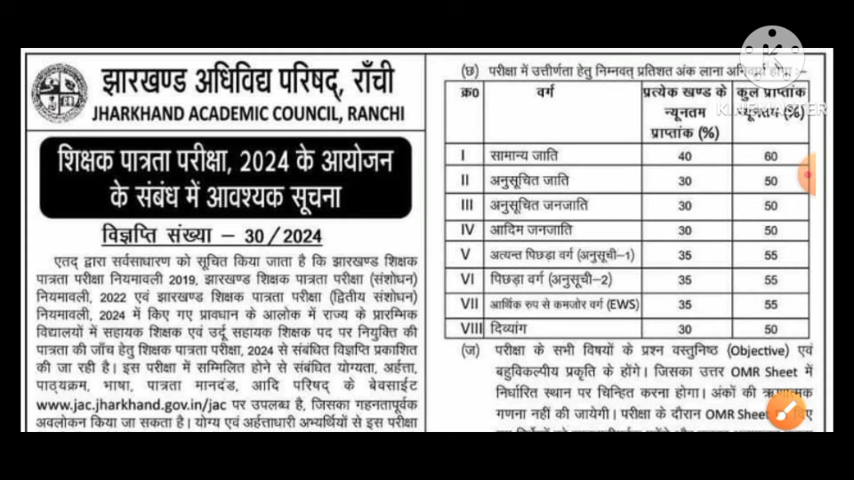 झारखण्ड अधिविद्य परिषद्, राँची
JHARKHAND ACADEMIC COUNCIL, RANCHI
शिक्षक पात्रता परीक्षा, 2024 के आयोजन
के संबंध में आवश्यक सूचना
विज्ञप्ति संख्या – 30/2024
एतद् द्वारा सर्वसाधारण को सूचित किया जाता है कि झारखण्ड शिक्षक
पात्रता परीक्षा नियमावली 2019, झारखण्ड शिक्षक पात्रता परीक्षा (संशोधन)
नियमावली, 2022 एवं झारखण्ड शिक्षक पात्रता परीक्षा (द्वितीय संशोधन)
नियमावली, 2024 में किए गए प्रावधान के आलोक में राज्य के प्रारम्भिक
विद्यालयों में सहायक शिक्षक एवं उर्दू सहायक शिक्षक पद पर नियुक्ति की
पात्रता की जाँच हेतु शिक्षक पात्रता परीक्षा, 2024 से संबंधित विज्ञप्ति प्रकाशित
की जा रही है। इस परीक्षा में सम्मिलित होने से संबंधित योग्यता, अर्हत्ता,
पाठ्यक्रम, भाषा, पात्रता मानदंड, आदि परिषद के बेवसाईट
www.jac.jharkhand.gov.in/jac पर उपलब्ध है, जिसका गहनतापूर्वक
अवलोकन किया जा सकता है। योग्य एवं अर्हत्ताधारी अभ्यर्थियों से इस परीक्षा
(छ) परीक्षा में उत्तीर्णता हेतु निम्नवत् प्रतिशत अंक लाना अनिवार्य होगा :-
क्र० वर्ग प्रत्येक खण्ड के न्यूनतम प्राप्तांक (%) कुल प्राप्तांक न्यूनतम (%)
I सामान्य जाति 40 60
II अनुसूचित जाति 30 50
III अनुसूचित जनजाति 30 50
IV आदिम जनजाति 30 50
V अत्यन्त पिछड़ा वर्ग (अनुसूची-1) 35 55
VI पिछड़ा वर्ग (अनुसूची-2) 35 55
VII आर्थिक रुप से कमजोर वर्ग (EWS) 35 55
VIII दिव्यांग 30 50
(ज) परीक्षा के सभी विषयों के प्रश्न वस्तुनिष्ठ (Objective) एवं
बहुविकल्पीय प्रकृति के होंगे। जिसका उत्तर OMR Sheet में
निर्धारित स्थान पर चिन्हित करना होगा। अंकों की ऋणात्मक
गणना नहीं की जायेगी। परीक्षा के दौरान OMR Sheet